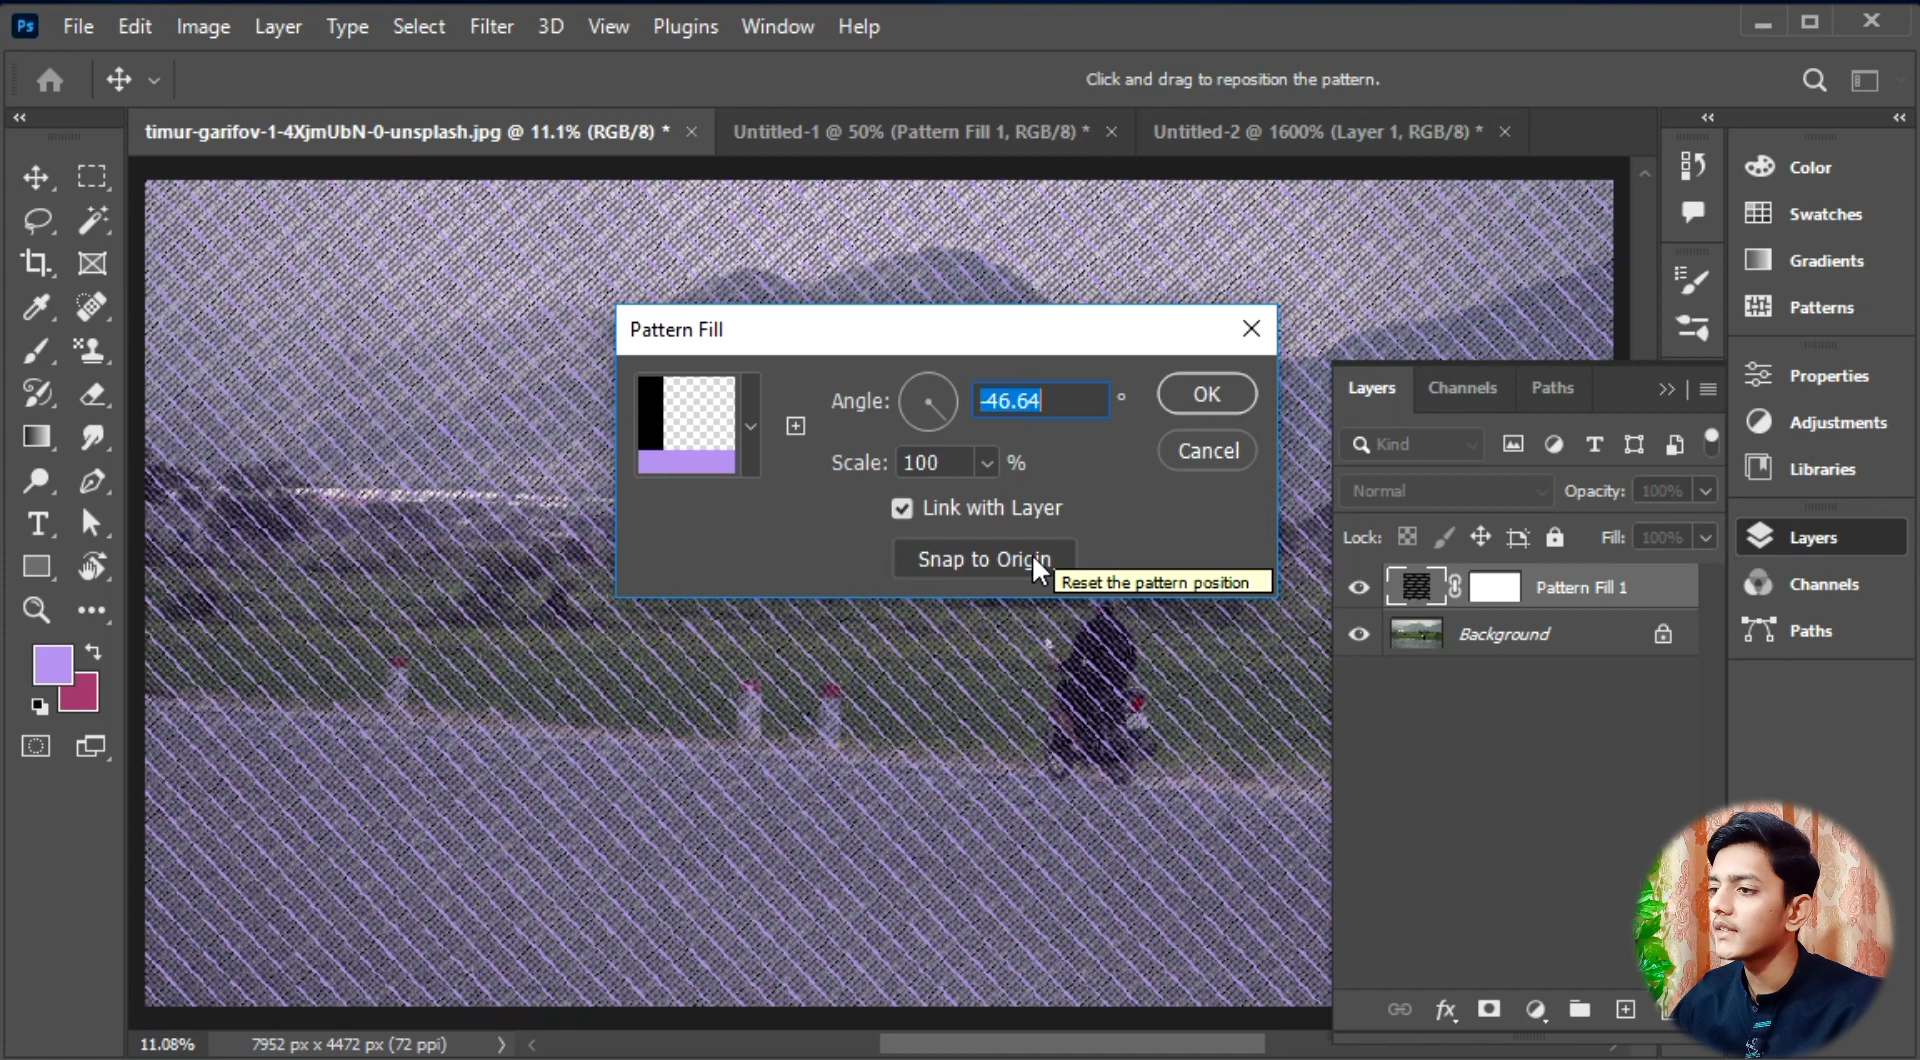 Ps File Edit Image Layer Type Select Filter 3D View Plugins Window Help
Click and drag to reposition the pattern.
timur-garifov-1-4XjmUbN-0-unsplash.jpg @ 11.1% (RGB/8) *
Untitled-1 @ 50% (Pattern Fill 1, RGB/8) *
Untitled-2 @ 1600% (Layer 1, RGB/8) *
Color
Swatches
Gradients
Patterns
Properties
Adjustments
Libraries
Layers
Channels
Paths
Pattern Fill
Angle: -46.64 °
OK
Scale: 100 %
Cancel
Link with Layer
Snap to Origin
Reset the pattern position
Layers Channels Paths
Kind
Normal Opacity: 100%
Lock: Fill: 100%
Pattern Fill 1
Background
fx
11.08% 7952 px x 4472 px (72 ppi)